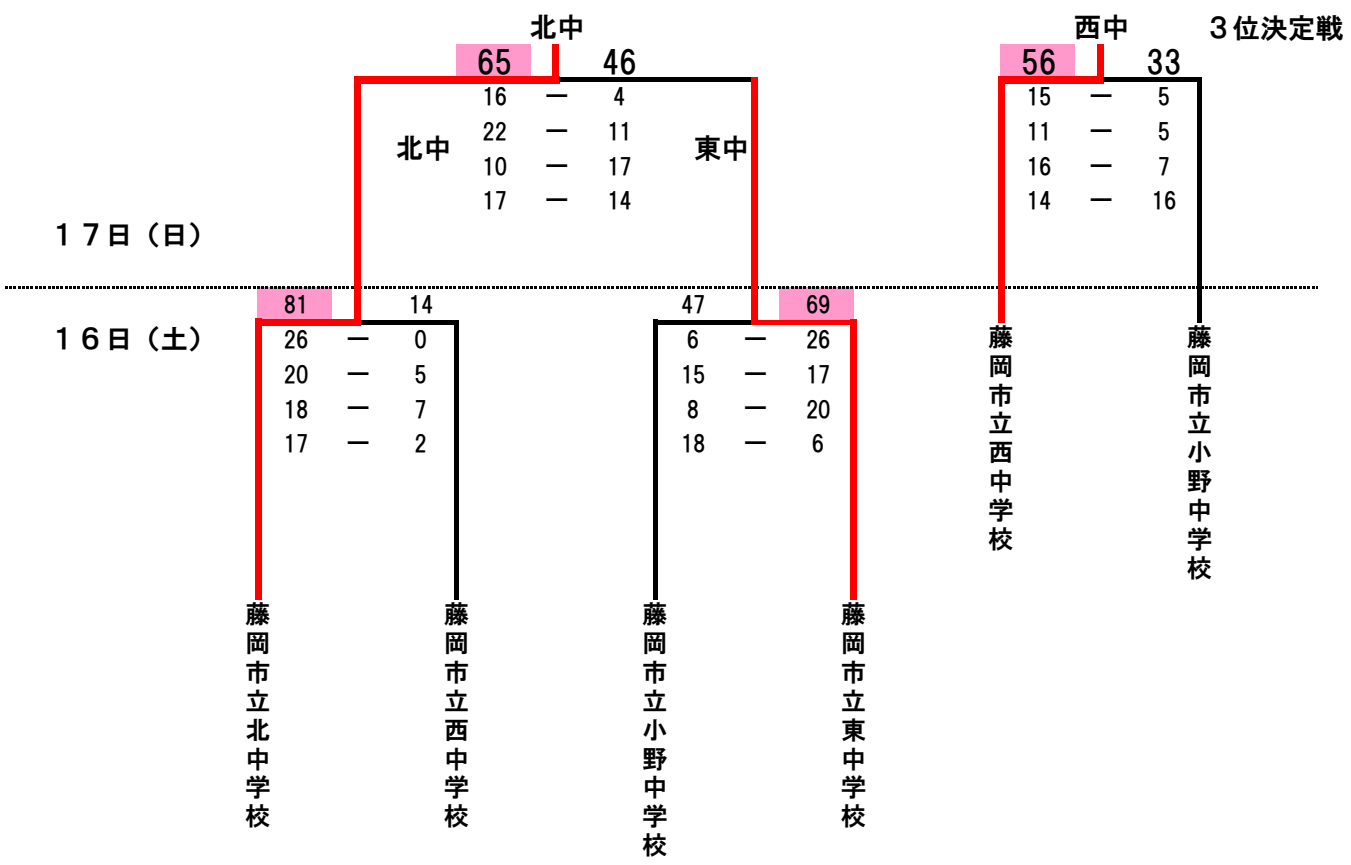 北中 西中 ３位決定戦
65 46 56 33
16 ー 4 15 ー 5
22 ー 11 11 ー 5
北中 東中
10 ー 17 16 ー 7
17 ー 14 14 ー 16
１７日（日）
81 14 47 69
１６日（土）
26 ー 0 6 ー 26
20 ー 5 15 ー 17
18 ー 7 8 ー 20
17 ー 2 18 ー 6
藤岡市立西中学校
藤岡市立小野中学校
藤岡市立北中学校
藤岡市立西中学校
藤岡市立小野中学校
藤岡市立東中学校